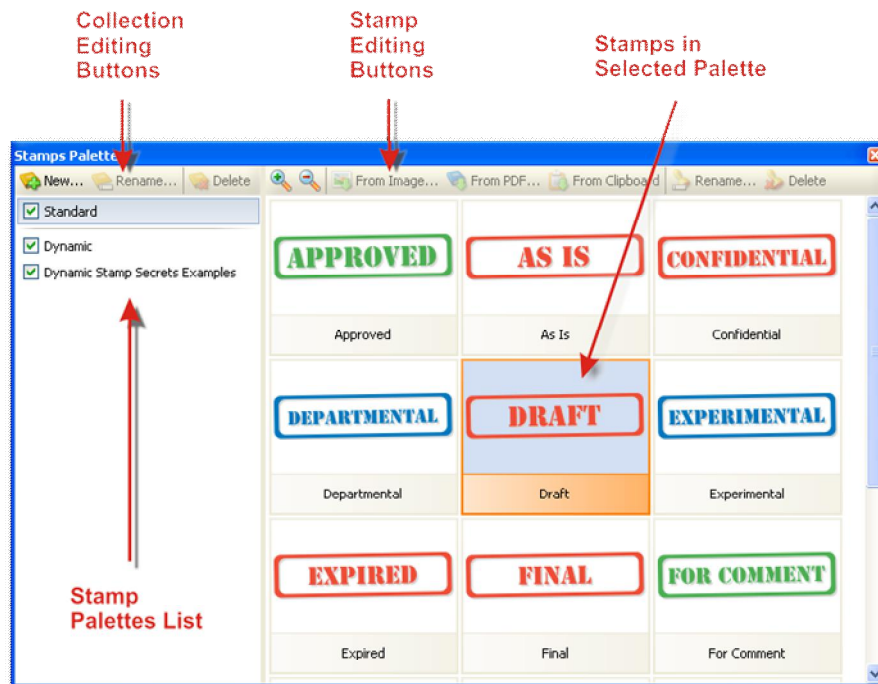 Collection
Editing
Buttons
Stamp
Editing
Buttons
Stamps in
Selected Palette
Stamps Palette
New... Rename... Delete From Image... From PDF... From Clipboard Rename... Delete
Standard
Dynamic
Dynamic Stamp Secrets Examples
APPROVED AS IS CONFIDENTIAL
Approved As Is Confidential
DEPARTMENTAL DRAFT EXPERIMENTAL
Departmental Draft Experimental
EXPIRED FINAL FOR COMMENT
Expired Final For Comment
Stamp
Palettes List